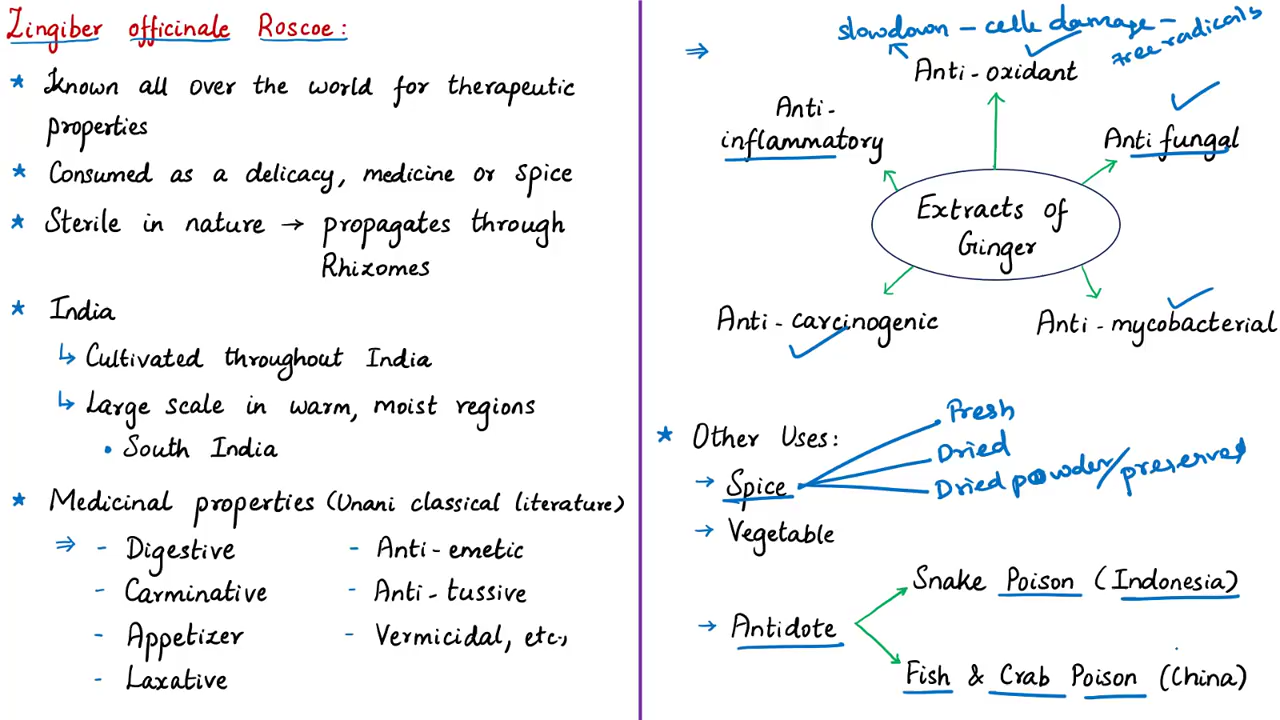 Zingiber officinale Roscoe:
* Known all over the world for therapeutic
properties
* Consumed as a delicacy, medicine or spice
* Sterile in nature → propagates through
Rhizomes
* India
↳ Cultivated throughout India
↳ Large scale in warm, moist regions
• South India
* Medicinal properties (Unani classical literature)
⇒ - Digestive - Anti-emetic
- Carminative - Anti-tussive
- Appetizer - Vermicidal, etc,
- Laxative
slowdown - cells damage -
free radicals
⇒ Anti-oxidant
Anti-
inflammatory
Anti fungal
Extracts of
Ginger
Anti-carcinogenic
Anti-mycobacterial
* Other Uses:
→ Spice
Fresh
Dried
Dried powder/preserved
→ Vegetable
→ Antidote
Snake Poison (Indonesia)
Fish & Crab Poison (China)